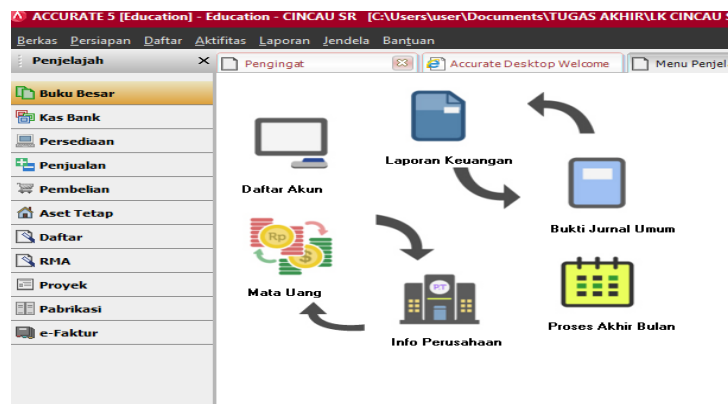 ACCURATE 5 [Education] - Education - CINCAU SR [C:\Users\user\Documents\TUGAS AKHIR\LK CINCAU S
Berkas Persiapan Daftar Aktifitas Laporan Jendela Bantuan
Penjelajah
Pengingat
Accurate Desktop Welcome
Menu Penjel
Buku Besar
Kas Bank
Persediaan
Penjualan
Pembelian
Aset Tetap
Daftar
RMA
Proyek
Pabrikasi
e-Faktur
Laporan Keuangan
Daftar Akun
Bukti Jurnal Umum
Rp
$
Mata Uang
PT
Info Perusahaan
Proses Akhir Bulan